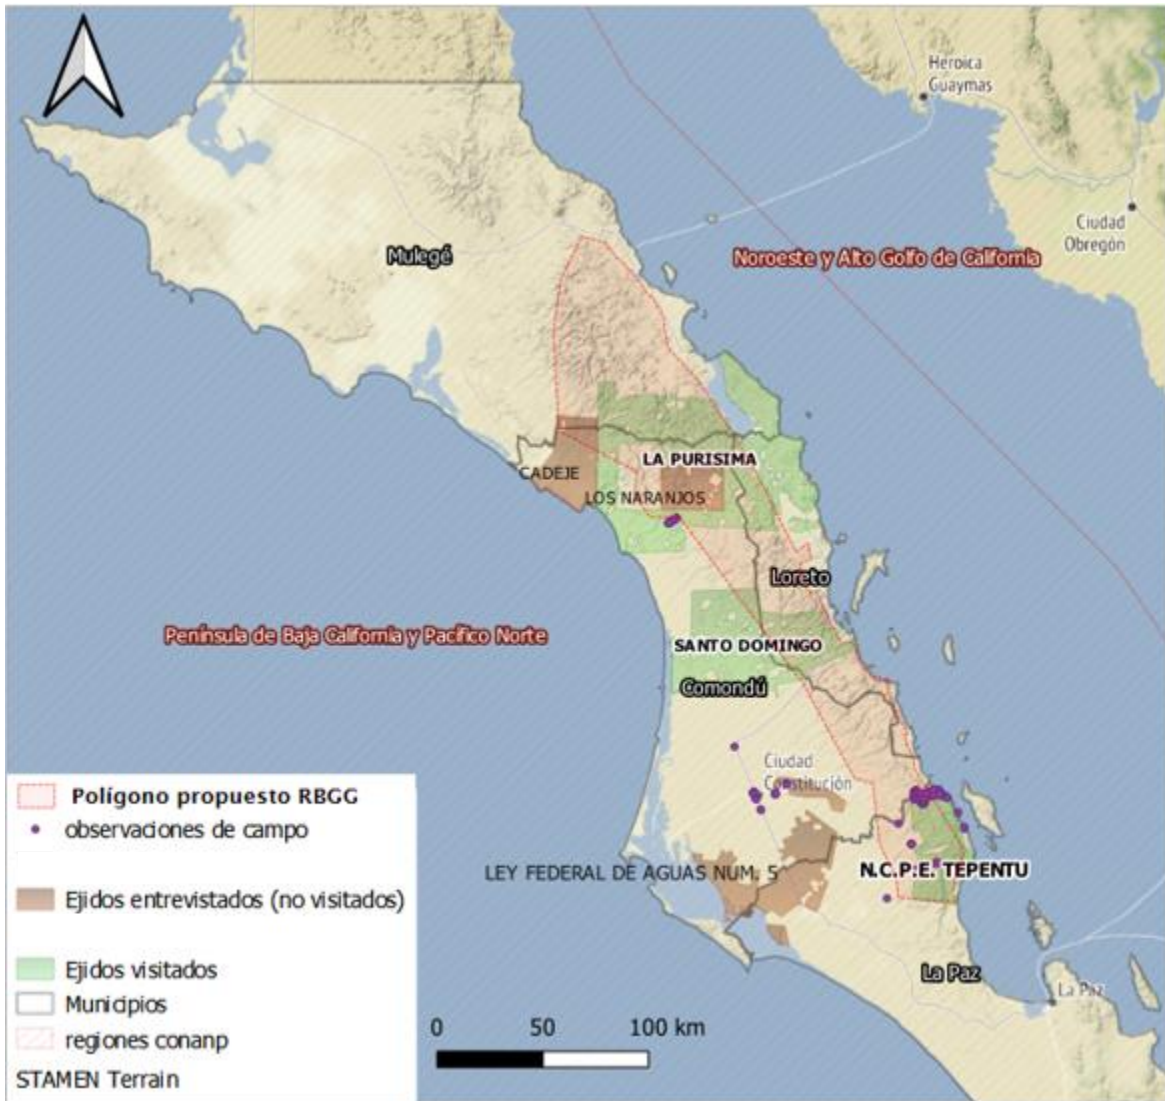 Heroica
Guaymas
Ciudad
Obregón
Mulegé
Noroeste y Alto Golfo de California
LA PURISIMA
CADEJE
LOS NARANJOS
Loreto
Península de Baja California y Pacífico Norte
SANTO DOMINGO
Comondú
Ciudad
Constitución
LEY FEDERAL DE AGUAS NUM. 5
N.C.P.E. TEPENTU
La Paz
La Paz
Polígono propuesto RBGG
observaciones de campo
Ejidos entrevistados (no visitados)
Ejidos visitados
Municipios
regiones conanp
STAMEN Terrain
0 50 100 km